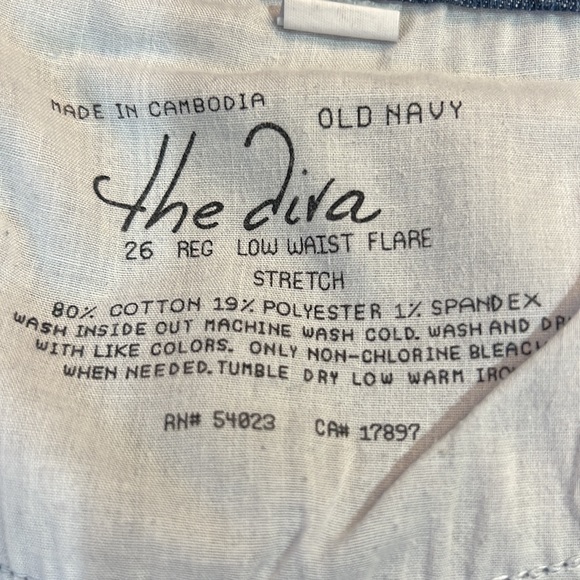 MADE IN CAMBODIA OLD NAVY
the diva
26 REG LOW WAIST FLARE
STRETCH
80% COTTON 19% POLYESTER 1% SPANDEX
WASH INSIDE OUT MACHINE WASH COLD. WASH AND
WITH LIKE COLORS. ONLY NON-CHLORINE
WHEN NEEDED. TUMBLE DRY LOW WARM
RN# 54023 CA# 17897